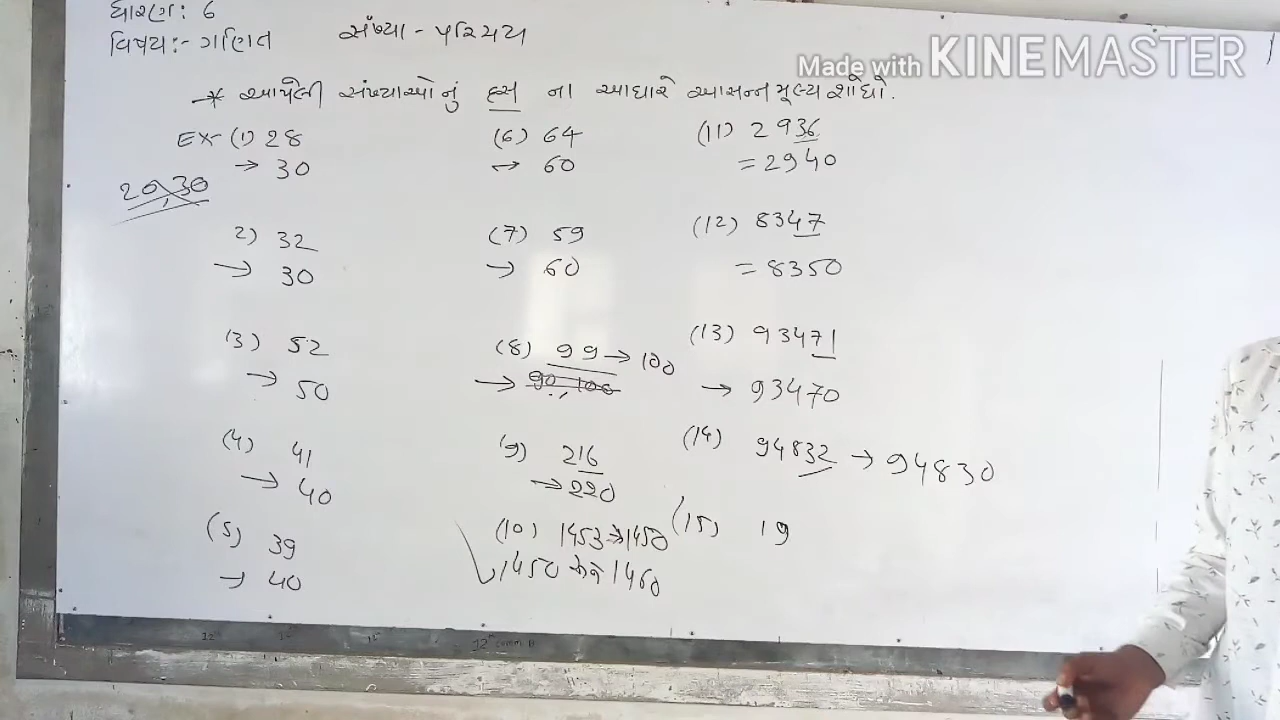 ધોરણ: 6
વિષય:- ગણિત
સંખ્યા - પરિચય
Made with KINEMASTER
* આપેલી સંખ્યાઓનું દસ ના આધારે આસન્ન મૂલ્ય શોધો.
EX- (1) 28
→ 30
20,30
2) 32
→ 30
(3) 52
→ 50
(4) 41
→ 40
(5) 39
→ 40
(6) 64
→ 60
(7) 59
→ 60
(8) 99 → 100
→ 90, 100
(9) 216
→ 220
(10) 1453 → 1450
1450 અને 1460
(11) 2936
= 2940
(12) 8347
= 8350
(13) 93471
→ 93470
(14) 94832 → 94830
(15) 19